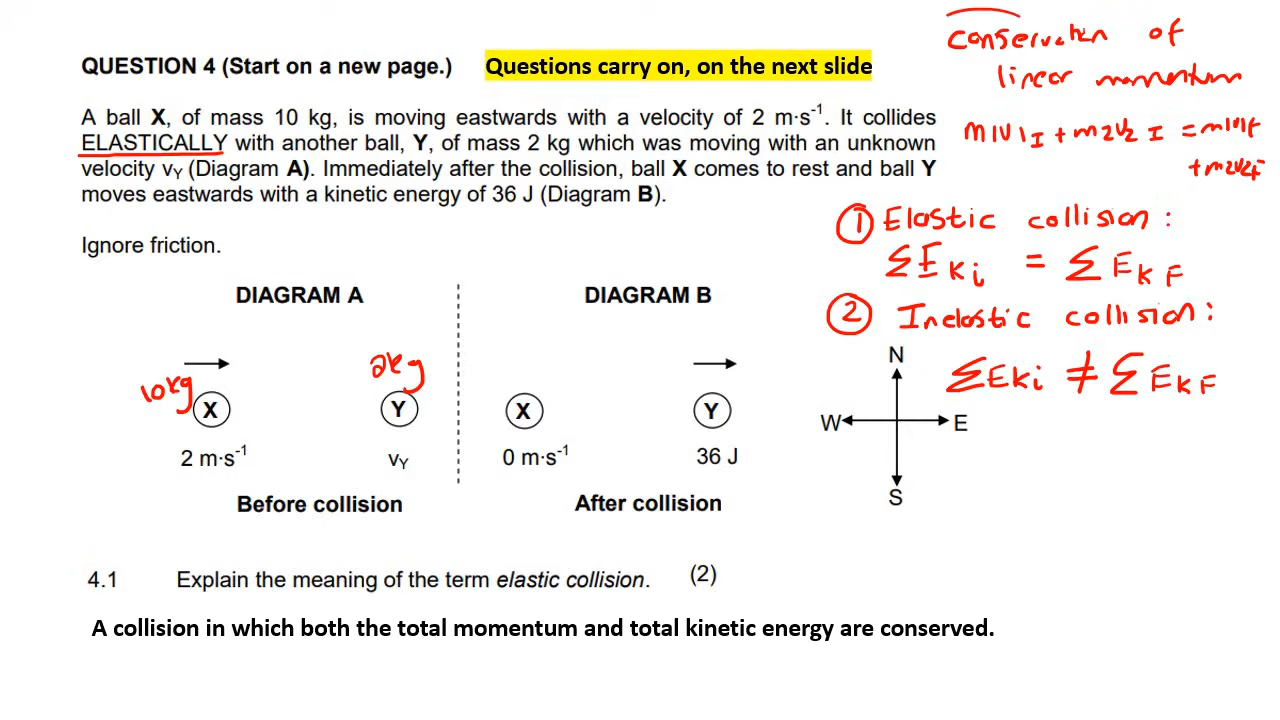 conservation of
linear momentum
m1v1I + m2v2I = m1v1f
+ m2v2f
QUESTION 4 (Start on a new page.) Questions carry on, on the next slide
A ball X, of mass 10 kg, is moving eastwards with a velocity of 2 m·s⁻¹. It collides
ELASTICALLY with another ball, Y, of mass 2 kg which was moving with an unknown
velocity vY (Diagram A). Immediately after the collision, ball X comes to rest and ball Y
moves eastwards with a kinetic energy of 36 J (Diagram B).
Ignore friction.
① Elastic collision:
ΣEKi = ΣEKF
② Inelastic collision:
ΣEKi ≠ ΣEKF
DIAGRAM A DIAGRAM B
10kg 2kg
X Y X Y
2 m·s⁻¹ vY 0 m·s⁻¹ 36 J
Before collision After collision
N
W E
S
4.1 Explain the meaning of the term elastic collision. (2)
A collision in which both the total momentum and total kinetic energy are conserved.